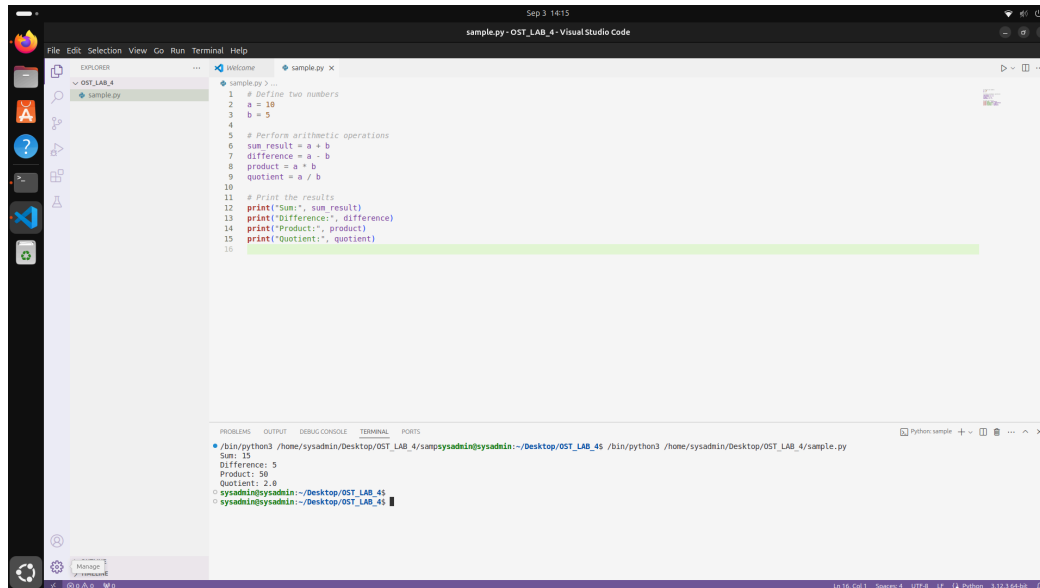 Sep 3 14:15
sample.py - OST_LAB_4 - Visual Studio Code
File Edit Selection View Go Run Terminal Help
EXPLORER
OST_LAB_4
sample.py
Welcome
sample.py
sample.py > ...
1 # Define two numbers
2 a = 10
3 b = 5
4
5 # Perform arithmetic operations
6 sum_result = a + b
7 difference = a - b
8 product = a * b
9 quotient = a / b
10
11 # Print the results
12 print("Sum:", sum_result)
13 print("Difference:", difference)
14 print("Product:", product)
15 print("Quotient:", quotient)
16
PROBLEMS OUTPUT DEBUG CONSOLE TERMINAL PORTS
Python: sample
/bin/python3 /home/sysadmin/Desktop/OST_LAB_4/sampsysadmin@sysadmin:~/Desktop/OST_LAB_4$ /bin/python3 /home/sysadmin/Desktop/OST_LAB_4/sample.py
Sum: 15
Difference: 5
Product: 50
Quotient: 2.0
sysadmin@sysadmin:~/Desktop/OST_LAB_4$
sysadmin@sysadmin:~/Desktop/OST_LAB_4$
Manage
TIMELINE
0 0 0 Ln 16, Col 1 Spaces: 4 UTF-8 LF Python 3.12.3 64-bit